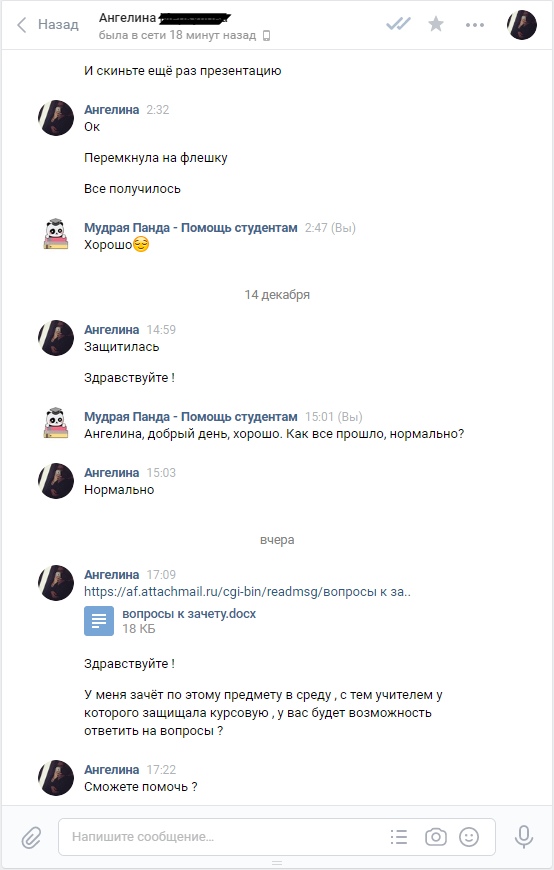 Назад
Ангелина
была в сети 18 минут назад
И скиньте ещё раз презентацию
Ангелина 2:32
Ок
Перемкнула на флешку
Все получилось
Мудрая Панда - Помощь студентам 2:47 (Вы)
Хорошо😌
14 декабря
Ангелина 14:59
Защитилась
Здравствуйте !
Мудрая Панда - Помощь студентам 15:01 (Вы)
Ангелина, добрый день, хорошо. Как все прошло, нормально?
Ангелина 15:03
Нормально
вчера
Ангелина 17:09
https://af.attachmail.ru/cgi-bin/readmsg/вопросы к за..
вопросы к зачету.docx
18 КБ
Здравствуйте !
У меня зачёт по этому предмету в среду , с тем учителем у
которого защищала курсовую , у вас будет возможность
ответить на вопросы ?
Ангелина 17:22
Сможете помочь ?
Напишите сообщение...